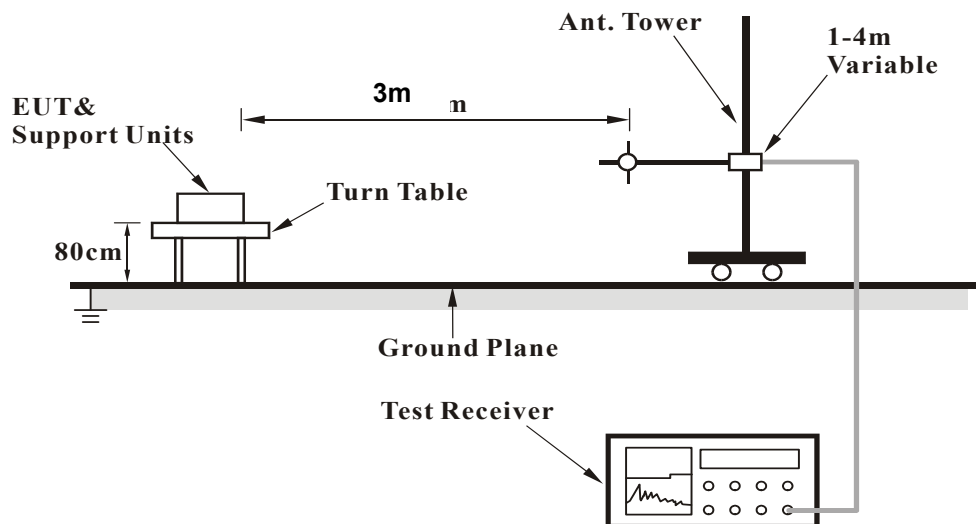 Ant. Tower
1-4m
Variable
3m
m
EUT&
Support Units
Turn Table
80cm
Ground Plane
Test Receiver